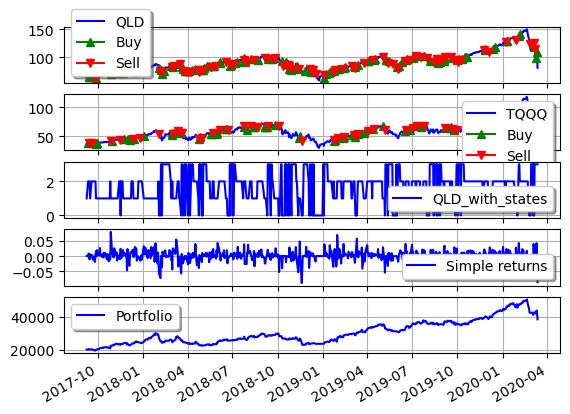 QLD
Buy
Sell
150
100
TQQQ
Buy
Sell
100
50
QLD_with_states
2
0
Simple returns
0.05
0.00
−0.05
Portfolio
40000
20000
2017-10
2018-01
2018-04
2018-07
2018-10
2019-01
2019-04
2019-07
2019-10
2020-01
2020-04